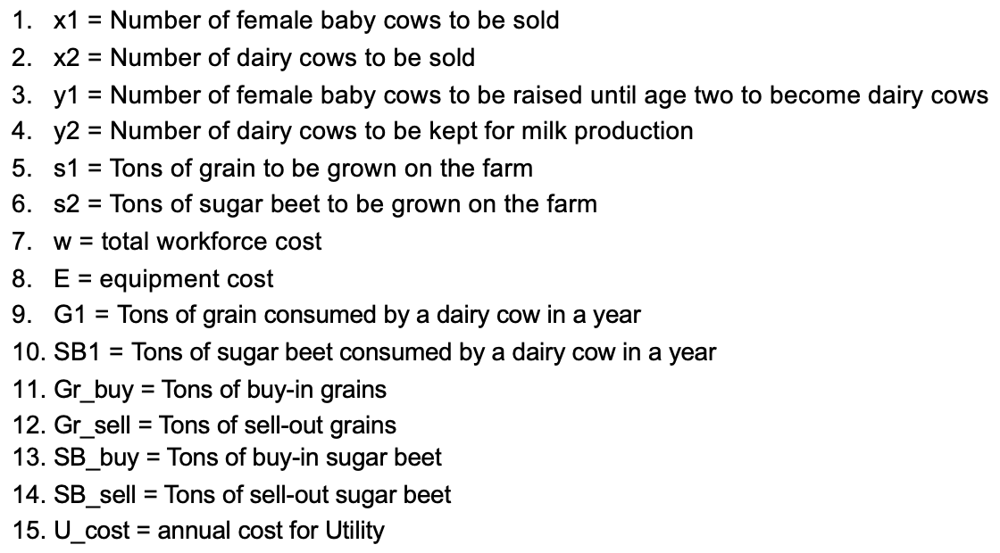 1. x1 = Number of female baby cows to be sold
2. x2 = Number of dairy cows to be sold
3. y1 = Number of female baby cows to be raised until age two to become dairy cows
4. y2 = Number of dairy cows to be kept for milk production
5. s1 = Tons of grain to be grown on the farm
6. s2 = Tons of sugar beet to be grown on the farm
7. w = total workforce cost
8. E = equipment cost
9. G1 = Tons of grain consumed by a dairy cow in a year
10. SB1 = Tons of sugar beet consumed by a dairy cow in a year
11. Gr_buy = Tons of buy-in grains
12. Gr_sell = Tons of sell-out grains
13. SB_buy = Tons of buy-in sugar beet
14. SB_sell = Tons of sell-out sugar beet
15. U_cost = annual cost for Utility